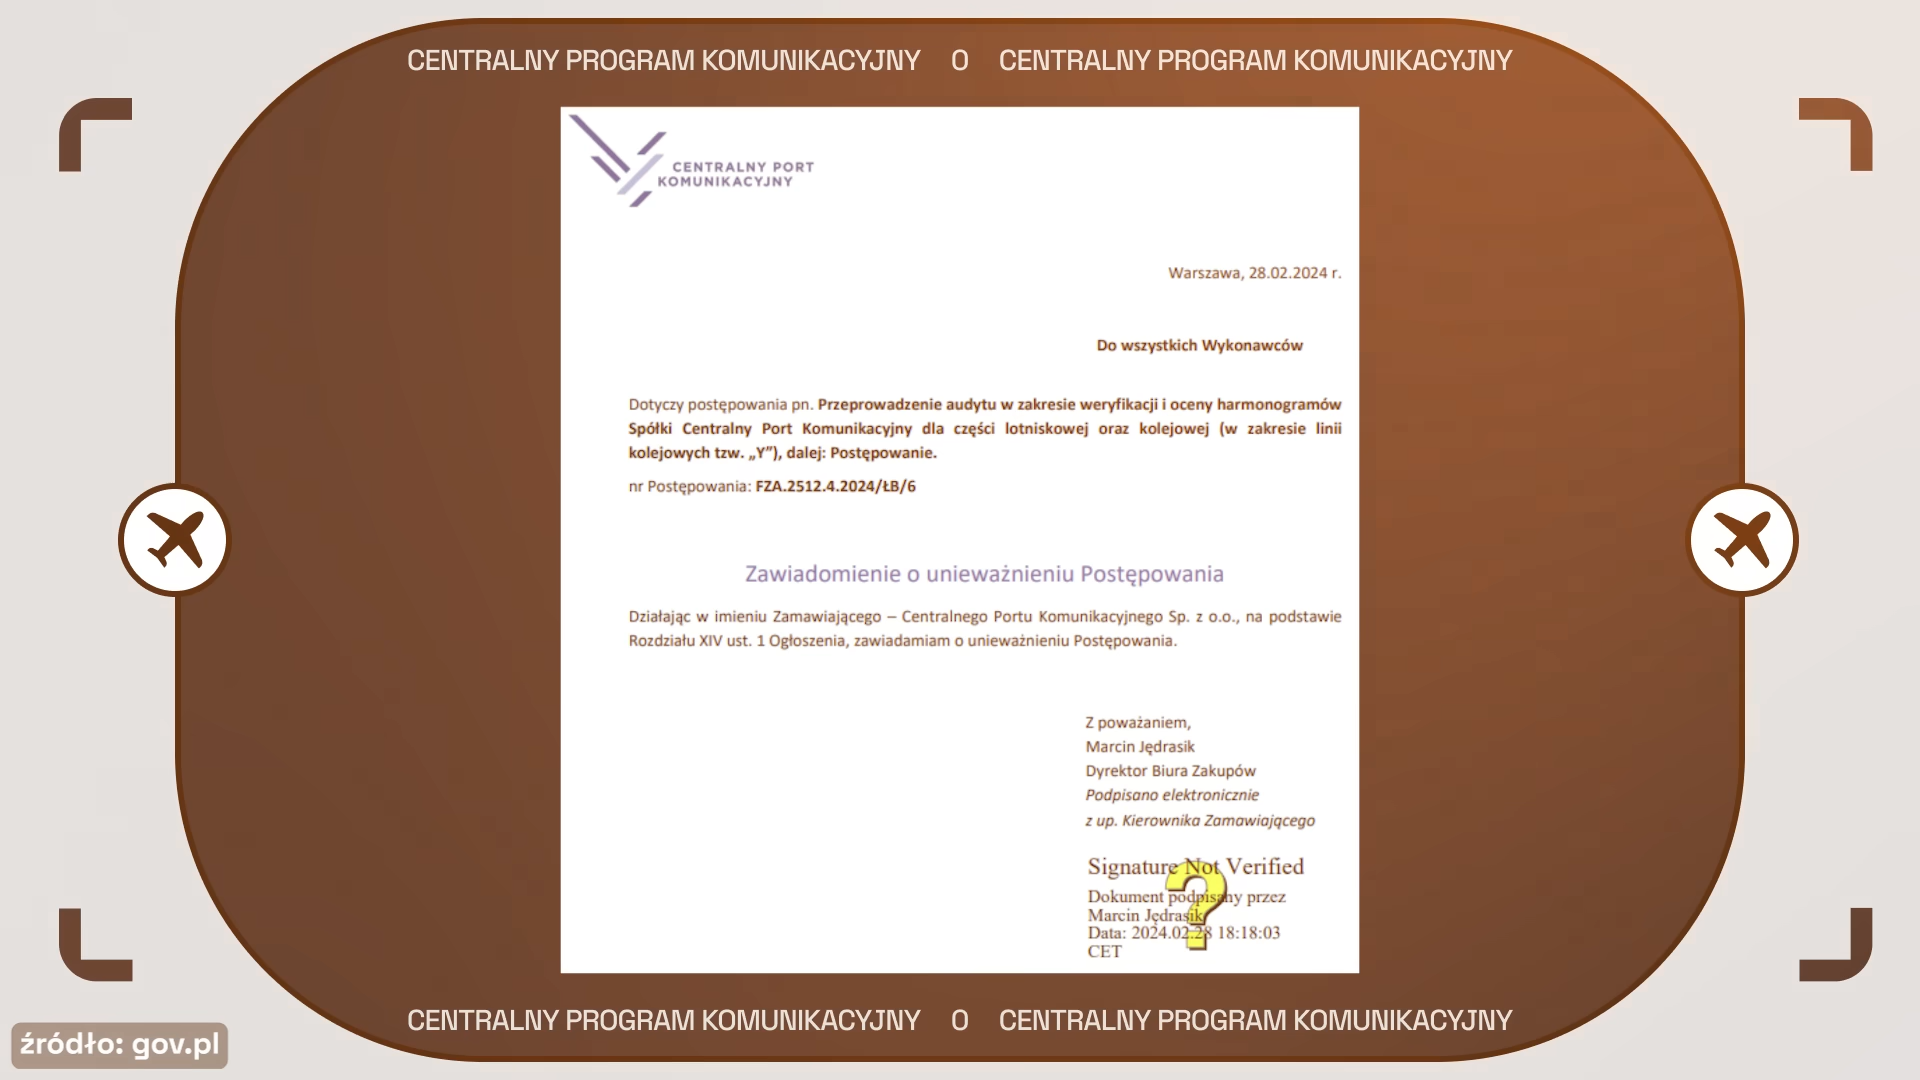 CENTRALNY PROGRAM KOMUNIKACYJNY O CENTRALNY PROGRAM KOMUNIKACYJNY
CENTRALNY PORT
KOMUNIKACYJNY
Warszawa, 28.02.2024 r.
Do wszystkich Wykonawców
Dotyczy postępowania pn. Przeprowadzenie audytu w zakresie weryfikacji i oceny harmonogramów
Spółki Centralny Port Komunikacyjny dla części lotniskowej oraz kolejowej (w zakresie linii
kolejowych tzw. „Y”), dalej: Postępowanie.
nr Postępowania: FZA.2512.4.2024/ŁB/6
Zawiadomienie o unieważnieniu Postępowania
Działając w imieniu Zamawiającego – Centralnego Portu Komunikacyjnego Sp. z o.o., na podstawie
Rozdziału XIV ust. 1 Ogłoszenia, zawiadamiam o unieważnieniu Postępowania.
Z poważaniem,
Marcin Jędrasik
Dyrektor Biura Zakupów
Podpisano elektronicznie
z up. Kierownika Zamawiającego
Signature Not Verified
Dokument podpisany przez
Marcin Jędrasik
Data: 2024.02.28 18:18:03
CET
?
CENTRALNY PROGRAM KOMUNIKACYJNY O CENTRALNY PROGRAM KOMUNIKACYJNY
źródło: gov.pl